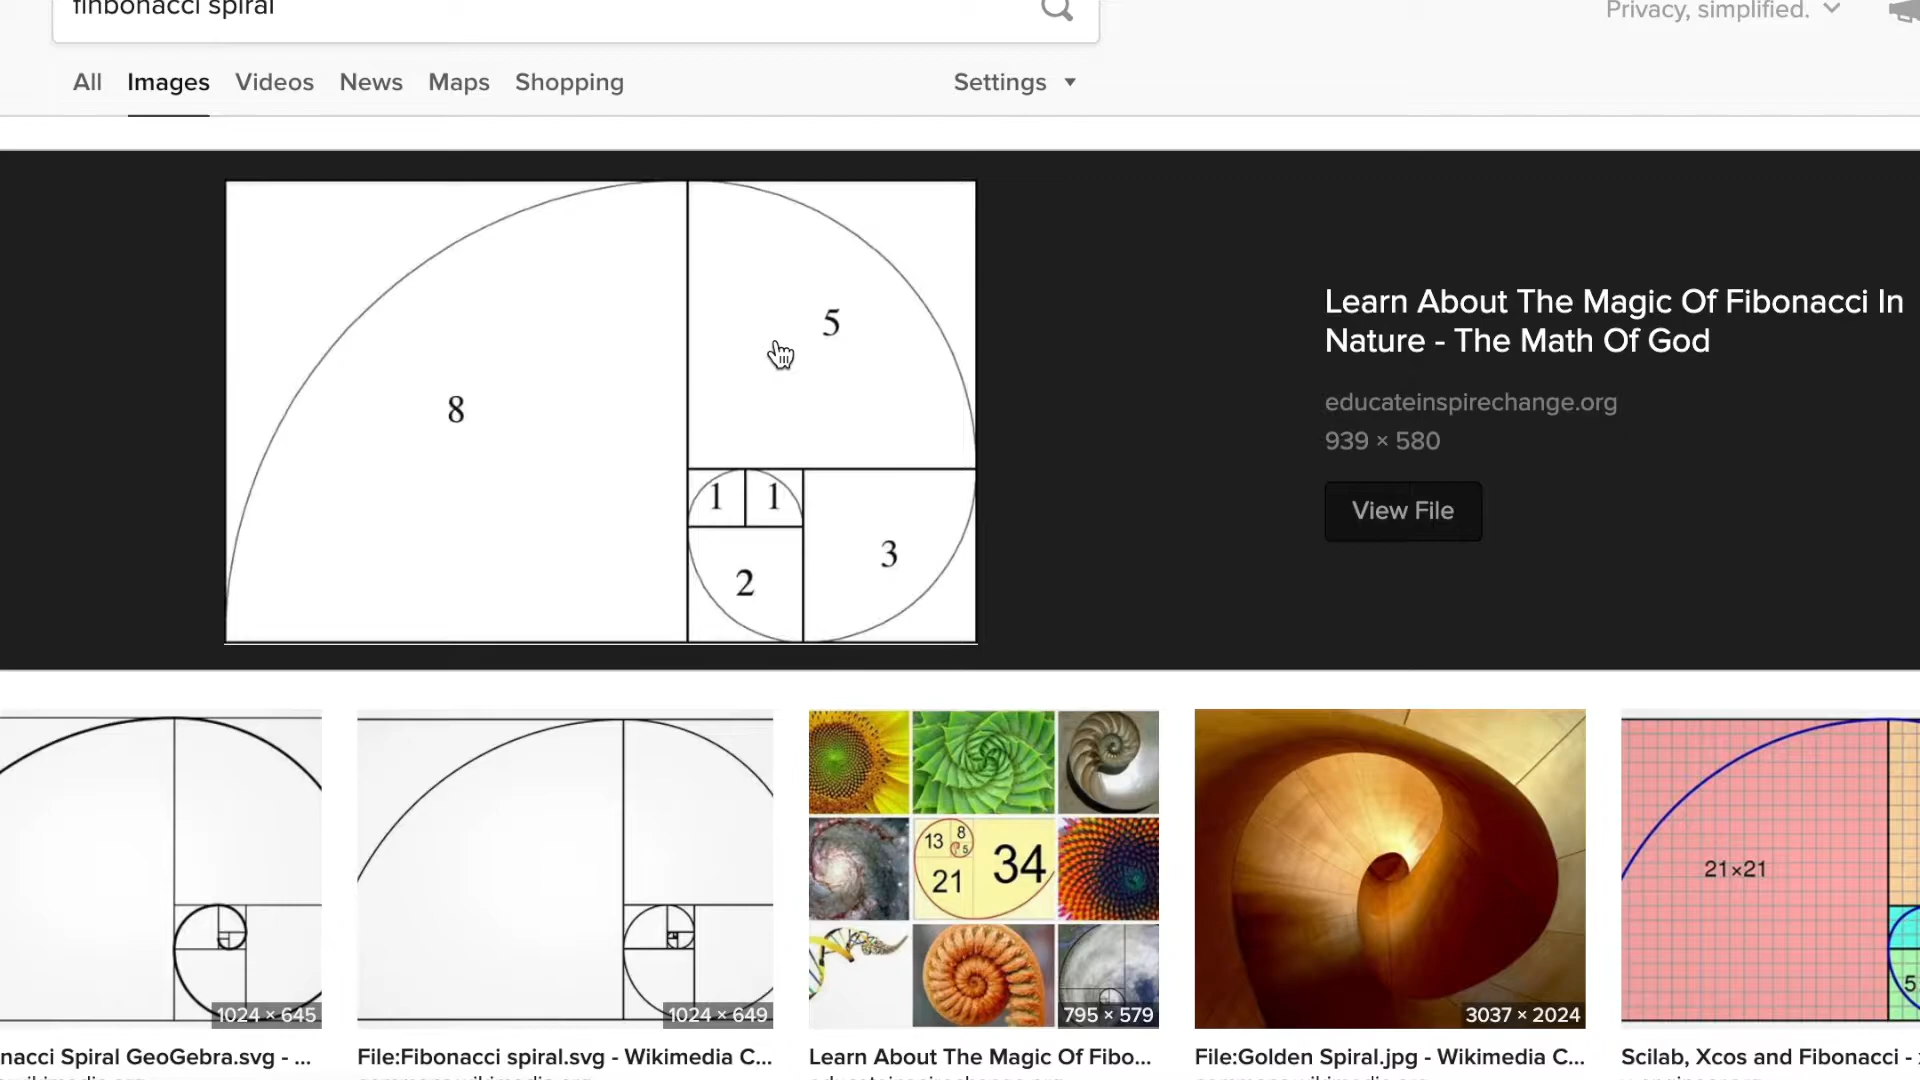 finbonacci spiral
Privacy, simplified.
All Images Videos News Maps Shopping Settings
8
5
1 1
3
2
Learn About The Magic Of Fibonacci In
Nature - The Math Of God
educateinspirechange.org
939 × 580
View File
13 8
5
21
34
21×21
5
1024 × 645
1024 × 649
795 × 579
3037 × 2024
nacci Spiral GeoGebra.svg - ...
File:Fibonacci spiral.svg - Wikimedia C...
Learn About The Magic Of Fibo...
File:Golden Spiral.jpg - Wikimedia C...
Scilab, Xcos and Fibonacci -